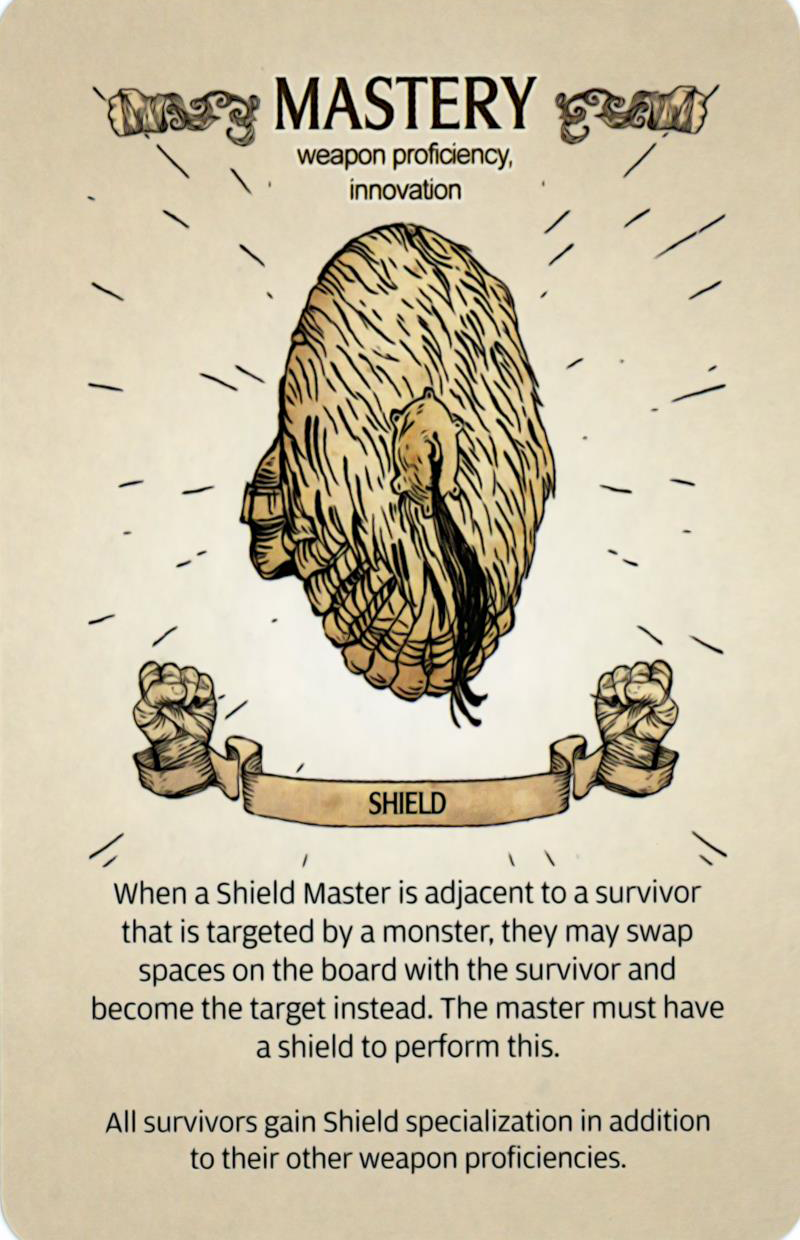 MASTERY
weapon proficiency,
innovation
SHIELD
When a Shield Master is adjacent to a survivor
that is targeted by a monster, they may swap
spaces on the board with the survivor and
become the target instead. The master must have
a shield to perform this.
All survivors gain Shield specialization in addition
to their other weapon proficiencies.